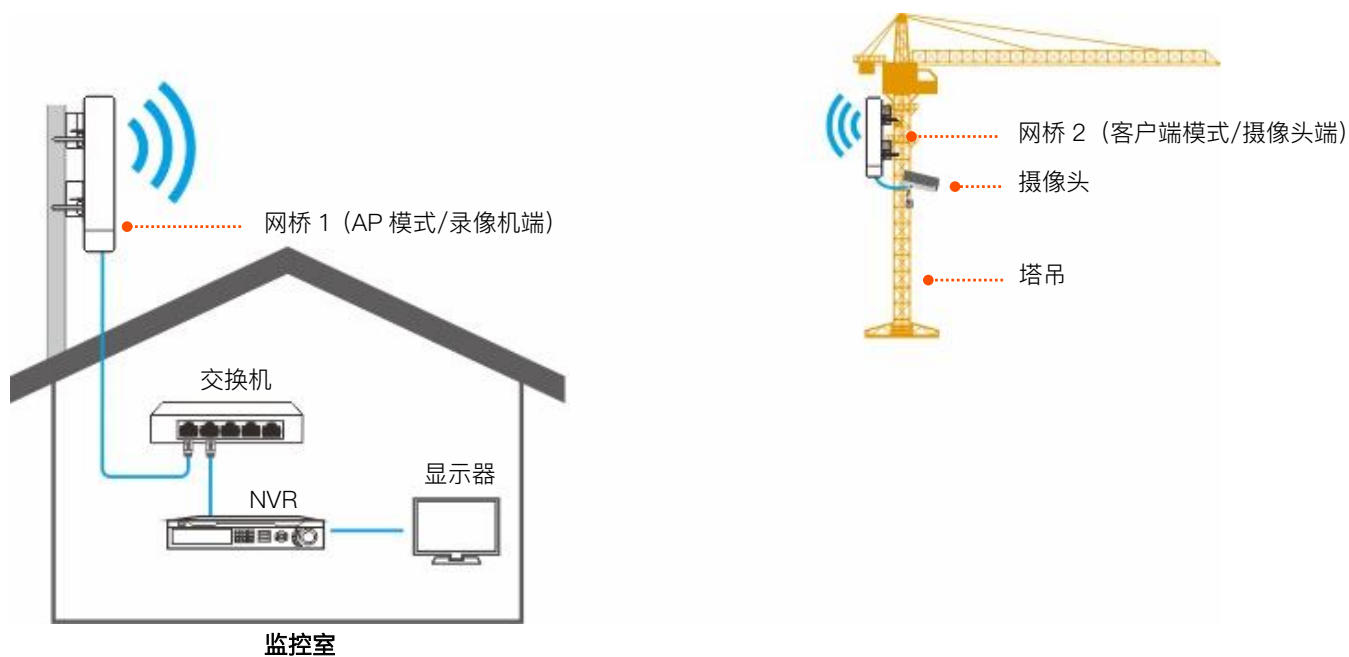 网桥 2（客户端模式/摄像头端）
摄像头
网桥 1（AP 模式/录像机端）
塔吊
交换机
显示器
NVR
监控室